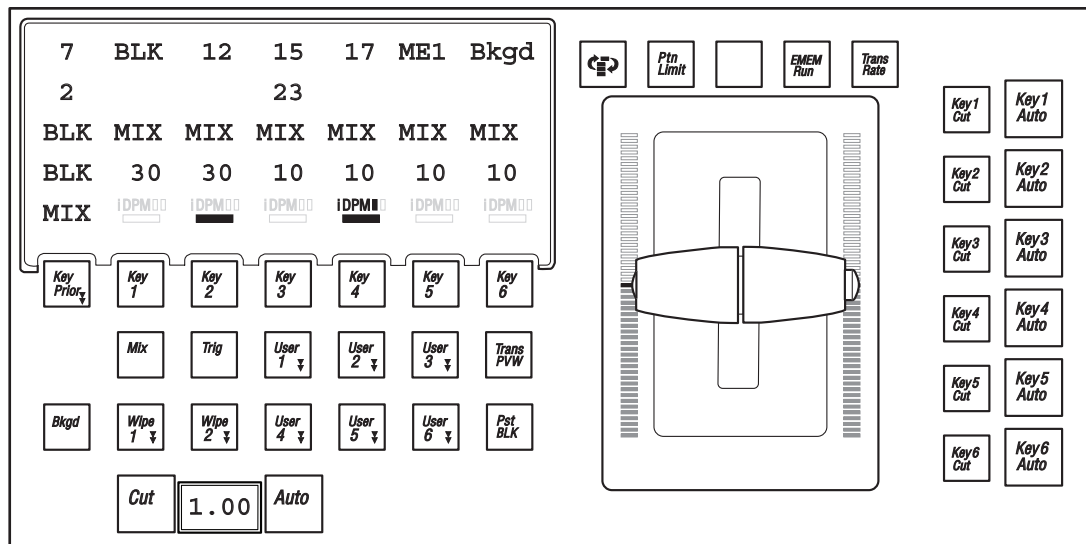 7 BLK 12 15 17 ME1 Bkgd
2 23
BLK MIX MIX MIX MIX MIX MIX
BLK 30 30 10 10 10 10
MIX iDPM iDPM iDPM iDPM iDPM iDPM
Key Prior
Key 1
Key 2
Key 3
Key 4
Key 5
Key 6
Mix
Trig
User 1
User 2
User 3
Trans PVW
Bkgd
Wipe 1
Wipe 2
User 4
User 5
User 6
Pst BLK
Cut
1.00
Auto
Ptn Limit
EMEM Run
Trans Rate
Key1 Cut
Key1 Auto
Key2 Cut
Key2 Auto
Key3 Cut
Key3 Auto
Key4 Cut
Key4 Auto
Key5 Cut
Key5 Auto
Key6 Cut
Key6 Auto